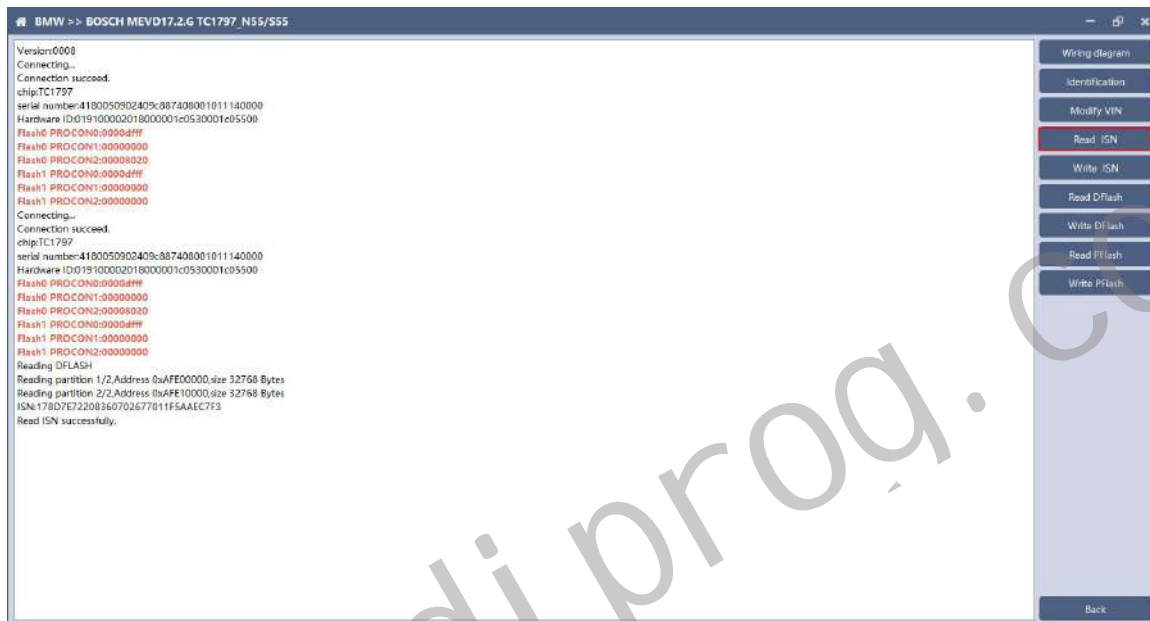 BMW >> BOSCH MEVD17.2.G TC1797_N55/S55
Version:0008
Connecting...
Connection succeed.
chip:TC1797
serial number:4180050902409c887408001011140000
Hardware ID:019100002018000001c0530001c05500
Flash0 PROCON0:0000dfff
Flash0 PROCON1:00000000
Flash0 PROCON2:00008020
Flash1 PROCON0:0000dfff
Flash1 PROCON1:00000000
Flash1 PROCON2:00000000
Connecting...
Connection succeed.
chip:TC1797
serial number:4180050902409c887408001011140000
Hardware ID:019100002018000001c0530001c05500
Flash0 PROCON0:0000dfff
Flash0 PROCON1:00000000
Flash0 PROCON2:00008020
Flash1 PROCON0:0000dfff
Flash1 PROCON1:00000000
Flash1 PROCON2:00000000
Reading DFLASH
Reading partition 1/2,Address 0xAFE00000,size 32768 Bytes
Reading partition 2/2,Address 0xAFE10000,size 32768 Bytes
ISN:178D7E72208360702677011F5AAEC7F3
Read ISN successfully.
Wiring diagram
Identification
Modify VIN
Read ISN
Write ISN
Read DFlash
Write DFlash
Read PFlash
Write PFlash
Back
di prog. co